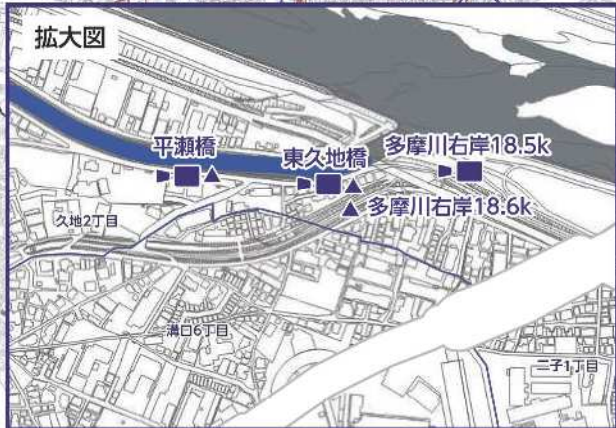 拡大図
平瀬橋
東久地橋
多摩川右岸18.5k
多摩川右岸18.6k
久地2丁目
溝口6丁目
二子1丁目